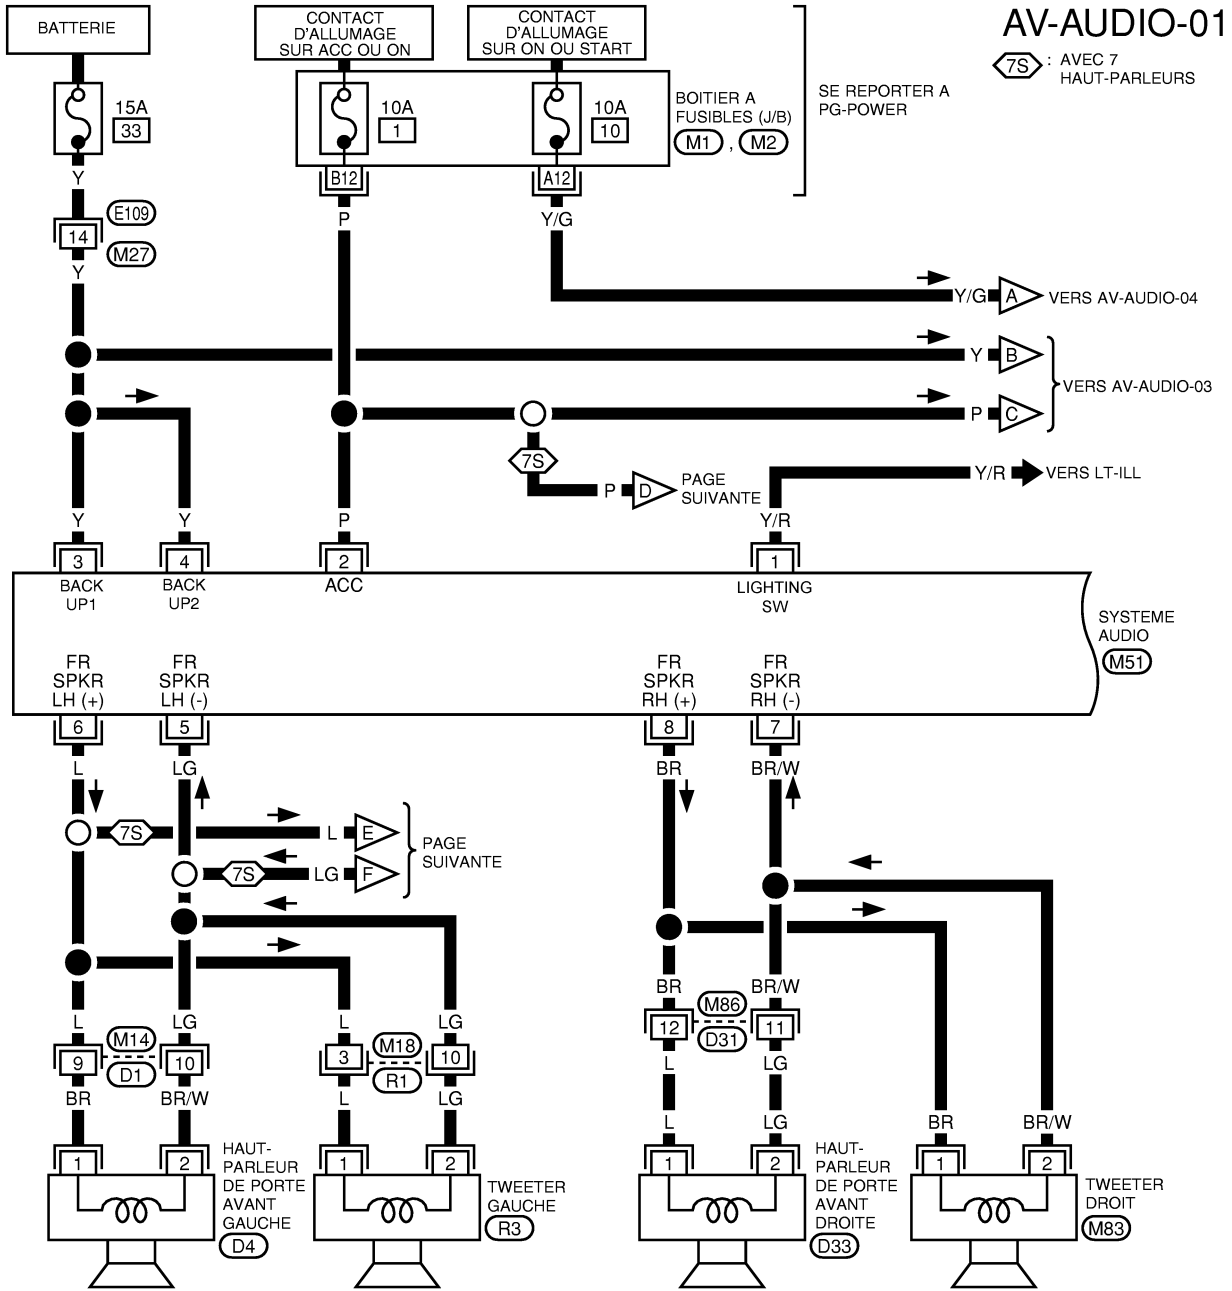 AV-AUDIO-01
7S : AVEC 7
HAUT-PARLEURS
BATTERIE
CONTACT
D'ALLUMAGE
SUR ACC OU ON
CONTACT
D'ALLUMAGE
SUR ON OU START
15A
33
10A
1
10A
10
BOITIER A
FUSIBLES (J/B)
M1 , M2
SE REPORTER A
PG-POWER
B12
A12
Y
E109
14
M27
Y
P
Y/G
Y/G
A
VERS AV-AUDIO-04
Y
B
P
C
VERS AV-AUDIO-03
7S
P
D
PAGE
SUIVANTE
Y/R
VERS LT-ILL
Y
Y
P
Y/R
3
4
2
1
BACK
UP1
BACK
UP2
ACC
LIGHTING
SW
SYSTEME
AUDIO
M51
FR
SPKR
LH (+)
FR
SPKR
LH (-)
FR
SPKR
RH (+)
FR
SPKR
RH (-)
6
5
8
7
L
LG
BR
BR/W
7S
L
E
7S
LG
F
PAGE
SUIVANTE
BR
BR/W
M86
12
11
D31
L
LG
L
LG
L
LG
M14
9
10
D1
M18
3
10
R1
BR
BR/W
L
LG
L
LG
BR
BR/W
1
2
1
2
1
2
1
2
HAUT-
PARLEUR
DE PORTE
AVANT
GAUCHE
D4
TWEETER
GAUCHE
R3
HAUT-
PARLEUR
DE PORTE
AVANT
DROITE
D33
TWEETER
DROIT
M83